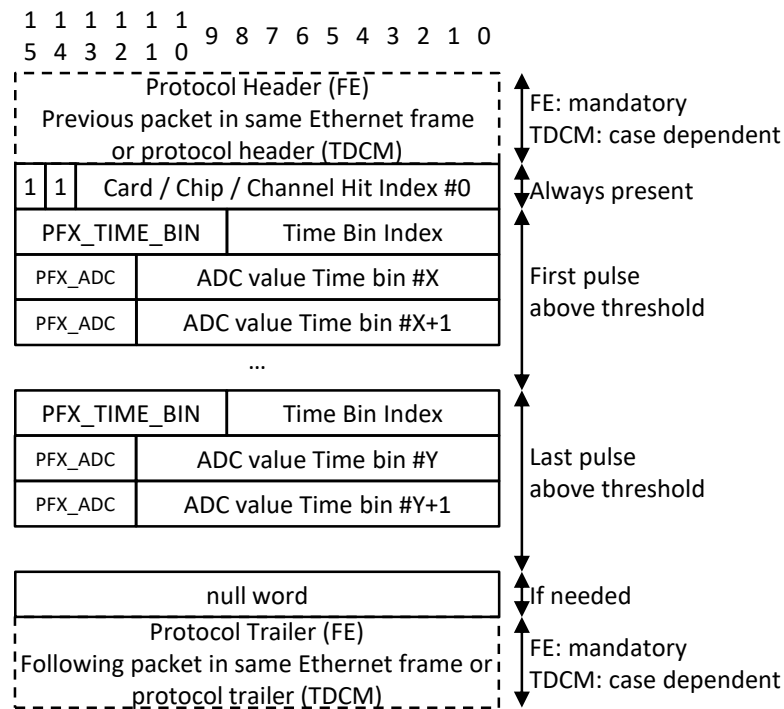 1 1 1 1 1 1
5 4 3 2 1 0 9 8 7 6 5 4 3 2 1 0
Protocol Header (FE)
Previous packet in same Ethernet frame
or protocol header (TDCM)
FE: mandatory
TDCM: case dependent
1 1 Card / Chip / Channel Hit Index #0
Always present
PFX_TIME_BIN Time Bin Index
PFX_ADC ADC value Time bin #X
PFX_ADC ADC value Time bin #X+1
...
First pulse
above threshold
PFX_TIME_BIN Time Bin Index
PFX_ADC ADC value Time bin #Y
PFX_ADC ADC value Time bin #Y+1
Last pulse
above threshold
null word
If needed
Protocol Trailer (FE)
Following packet in same Ethernet frame or
protocol trailer (TDCM)
FE: mandatory
TDCM: case dependent